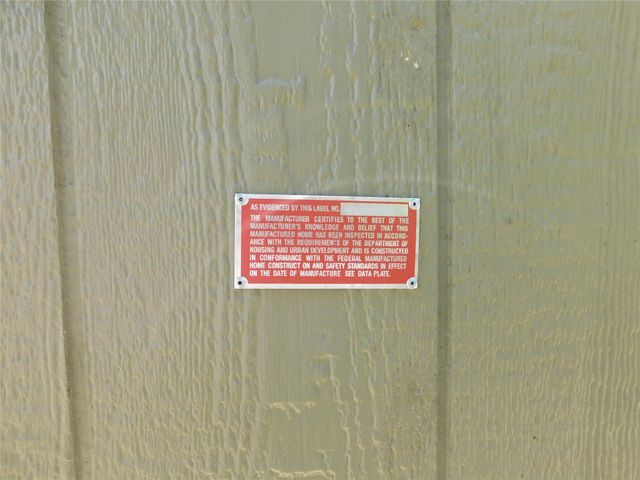 AS EVIDENCED BY THIS LABEL NO.
THE MANUFACTURER CERTIFIES TO THE BEST OF THE
MANUFACTURER'S KNOWLEDGE AND BELIEF THAT THIS
MANUFACTURED HOME HAS BEEN INSPECTED IN ACCORD-
ANCE WITH THE REQUIREMENTS OF THE DEPARTMENT OF
HOUSING AND URBAN DEVELOPMENT AND IS CONSTRUCTED
IN CONFORMANCE WITH THE FEDERAL MANUFACTURED
HOME CONSTRUCT ON AND SAFETY STANDARDS IN EFFECT
ON THE DATE OF MANUFACTURE SEE DATA PLATE.